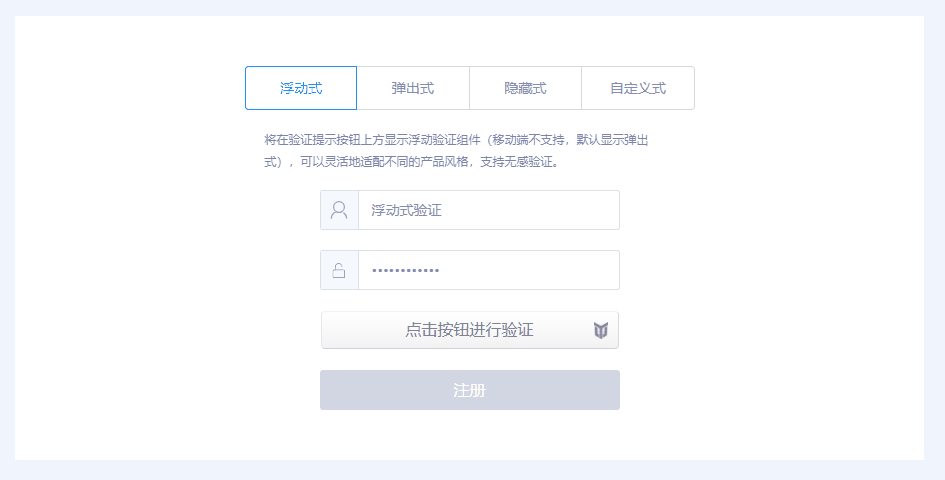 浮动式 弹出式 隐藏式 自定义式
将在验证提示按钮上方显示浮动验证组件（移动端不支持，默认显示弹出
式），可以灵活地适配不同的产品风格，支持无感验证。
浮动式验证
••••••••••••
点击按钮进行验证
注册